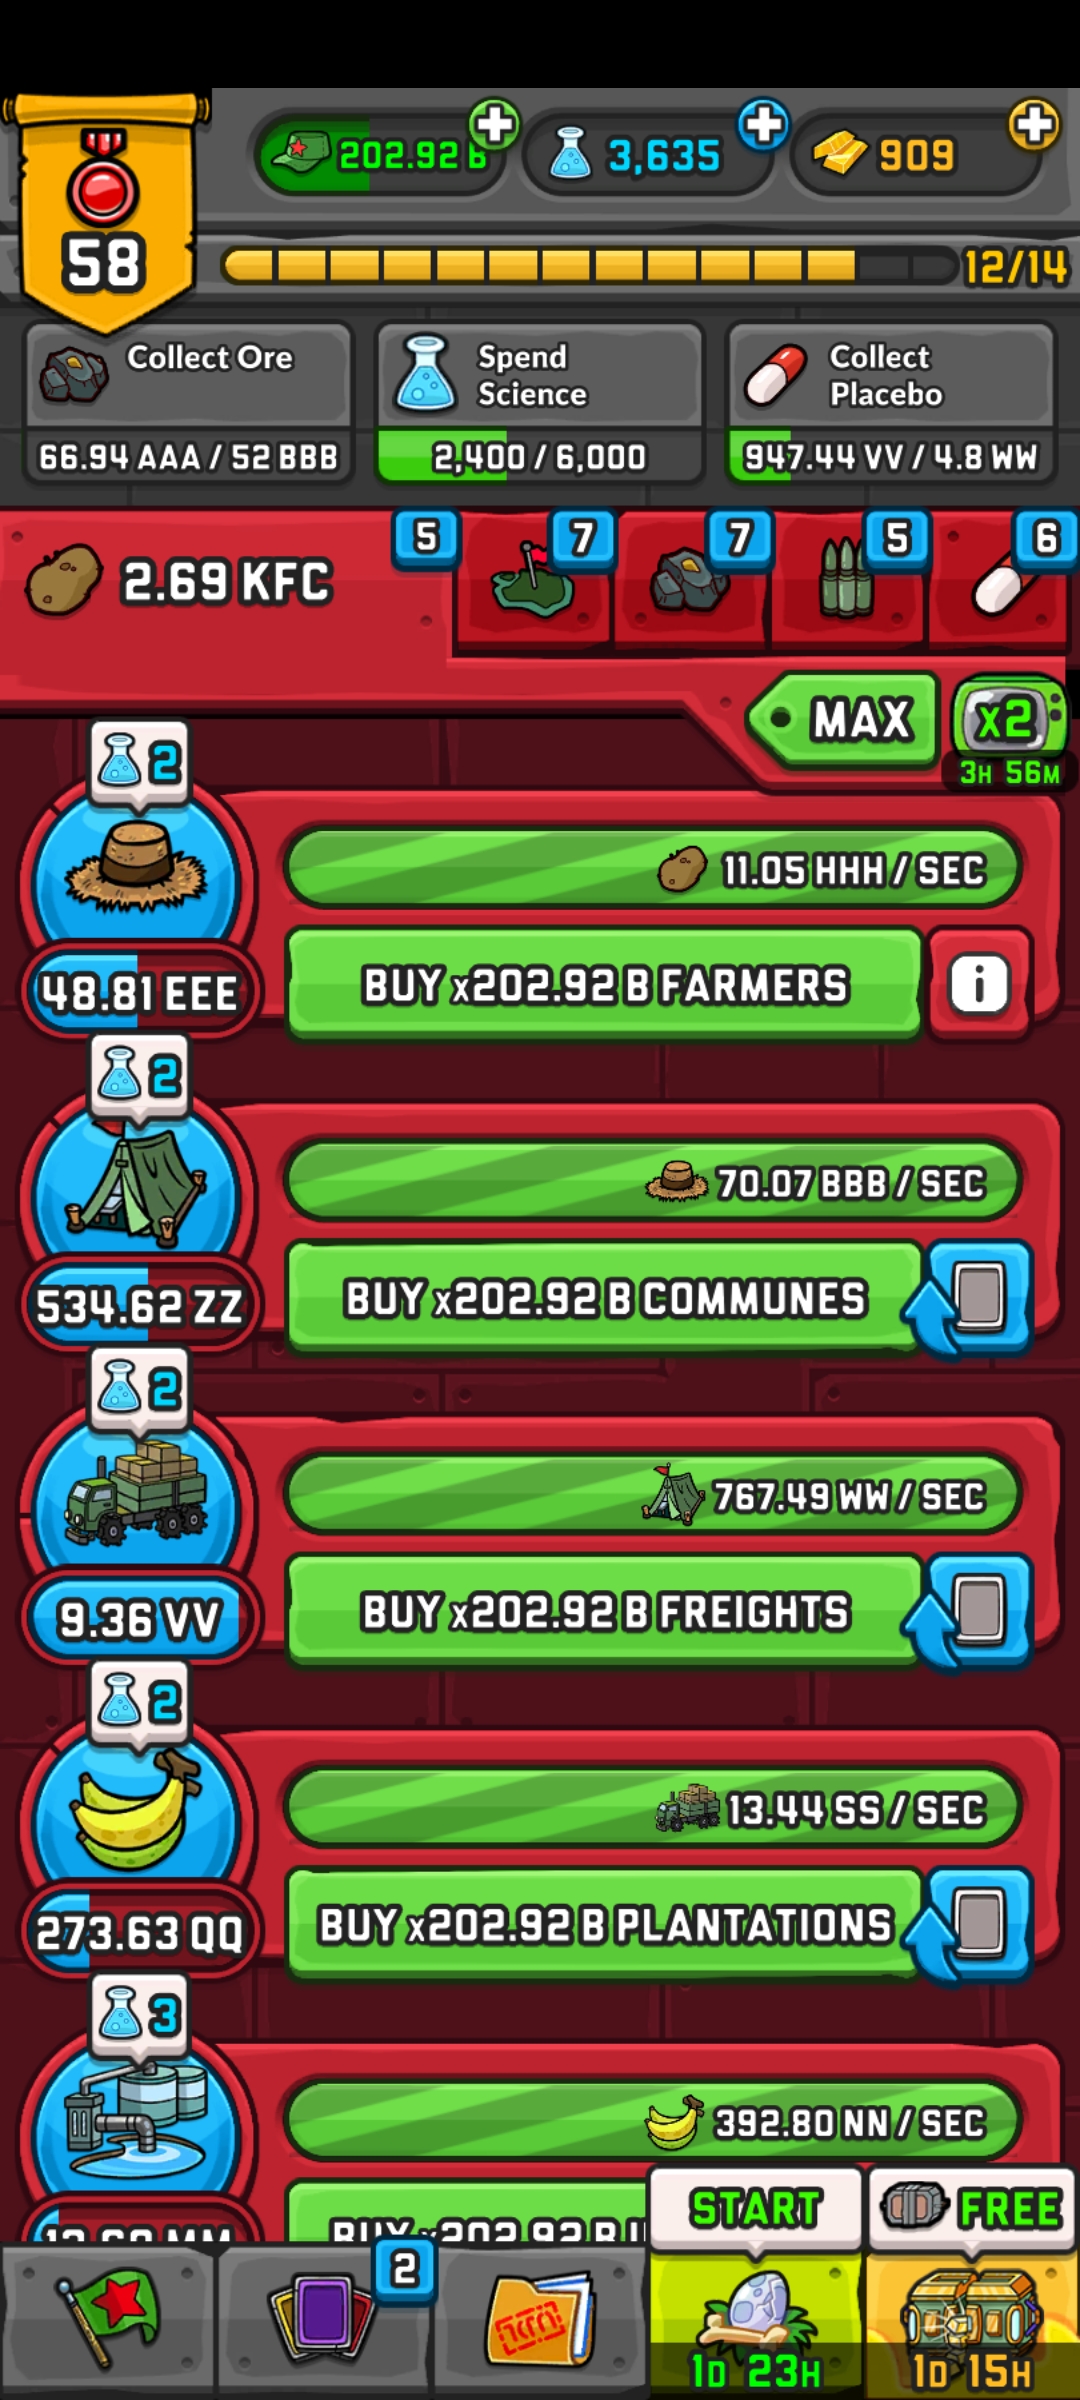 58
202.92 B
3,635
909
12/14
Collect Ore
66.94 AAA / 52 BBB
Spend
Science
2,400 / 6,000
Collect
Placebo
947.44 VV / 4.8 WW
2.69 KFC
5
7
7
5
6
MAX
x2
3H 56M
2
11.05 HHH / SEC
48.81 EEE
BUY x202.92 B FARMERS
i
2
70.07 BBB / SEC
534.62 ZZ
BUY x202.92 B COMMUNES
2
767.49 WW / SEC
9.36 VV
BUY x202.92 B FREIGHTS
2
13.44 SS / SEC
273.63 QQ
BUY x202.92 B PLANTATIONS
3
392.80 NN / SEC
BUY x202.92 B
START
FREE
2
1D 23H
1D 15H